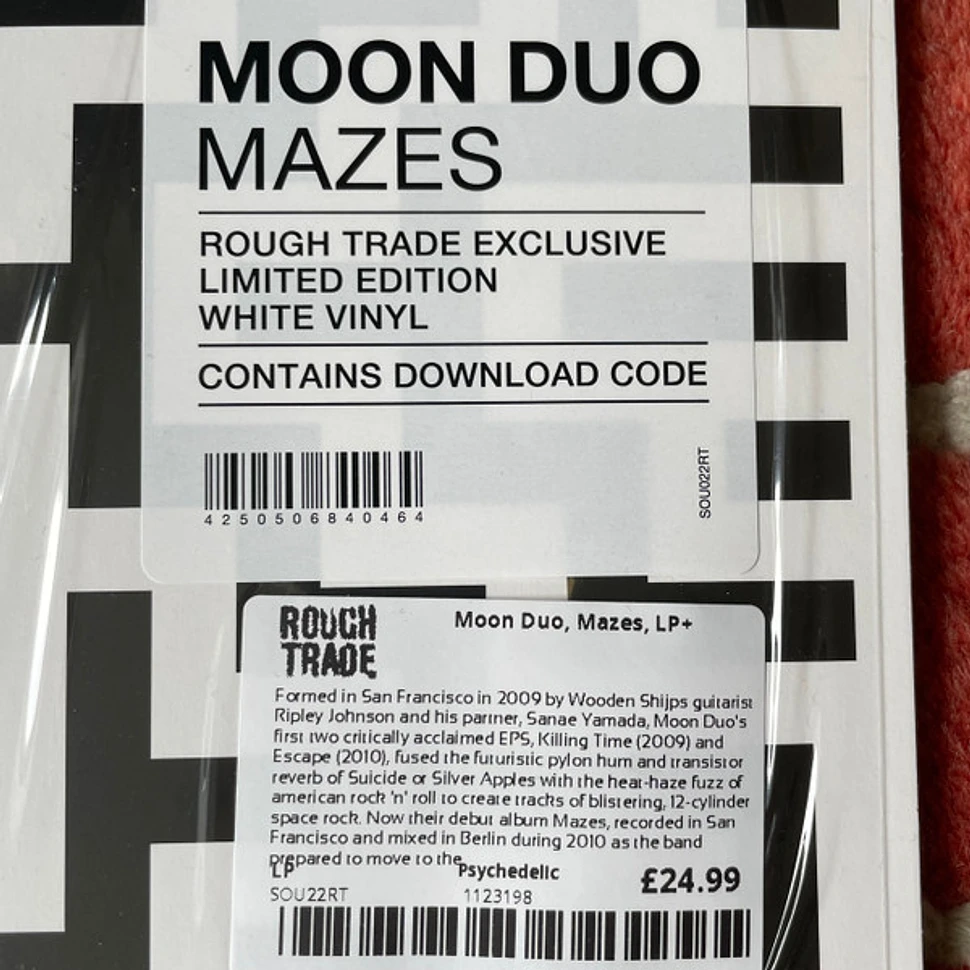 MOON DUO
MAZES
ROUGH TRADE EXCLUSIVE
LIMITED EDITION
WHITE VINYL
CONTAINS DOWNLOAD CODE
4250506840464
SOU022RT
ROUGH
TRADE
Moon Duo, Mazes, LP+
Formed in San Francisco in 2009 by Wooden Shijps guitarist
Ripley Johnson and his partner, Sanae Yamada, Moon Duo's
first two critically acclaimed EPS, Killing Time (2009) and
Escape (2010), fused the futuristic pylon hum and transistor
reverb of Suicide or Silver Apples with the heat-haze fuzz of
american rock 'n' roll to create tracks of blistering, 12-cylinder
space rock. Now their debut album Mazes, recorded in San
Francisco and mixed in Berlin during 2010 as the band
prepared to move to the
LP Psychedelic £24.99
SOU22RT 1123198